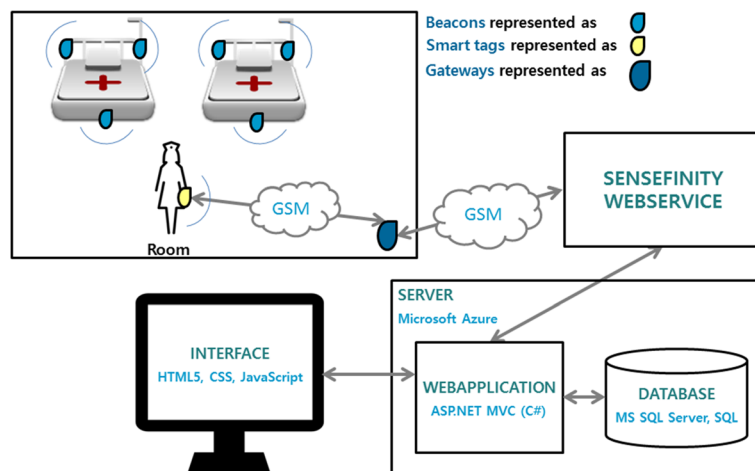 Beacons represented as
Smart tags represented as
Gateways represented as
GSM
GSM
Room
SENSEFINITY
WEBSERVICE
SERVER
Microsoft Azure
INTERFACE
HTML5, CSS, JavaScript
WEBAPPLICATION
ASP.NET MVC (C#)
DATABASE
MS SQL Server, SQL